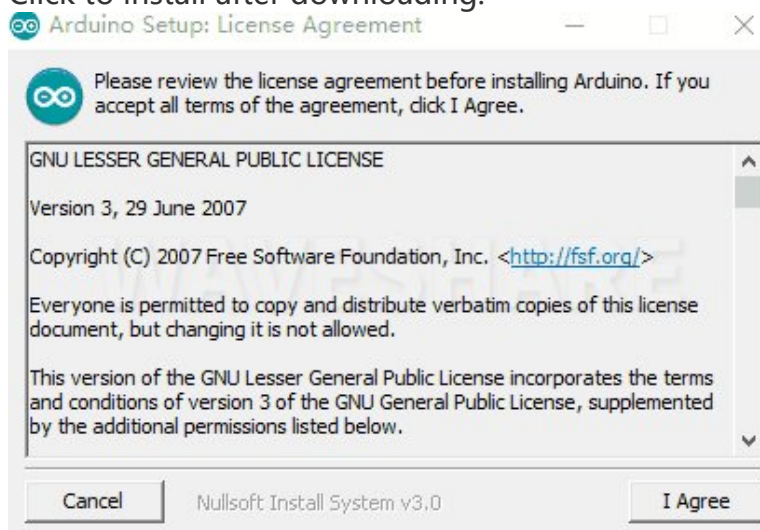 Click to install after downloading.
Arduino Setup: License Agreement
Please review the license agreement before installing Arduino. If you
accept all terms of the agreement, click I Agree.
GNU LESSER GENERAL PUBLIC LICENSE
Version 3, 29 June 2007
Copyright (C) 2007 Free Software Foundation, Inc. <http://fsf.org/>
WAVESHARE
Everyone is permitted to copy and distribute verbatim copies of this license
document, but changing it is not allowed.
This version of the GNU Lesser General Public License incorporates the terms
and conditions of version 3 of the GNU General Public License, supplemented
by the additional permissions listed below.
Cancel
Nullsoft Install System v3.0
I Agree